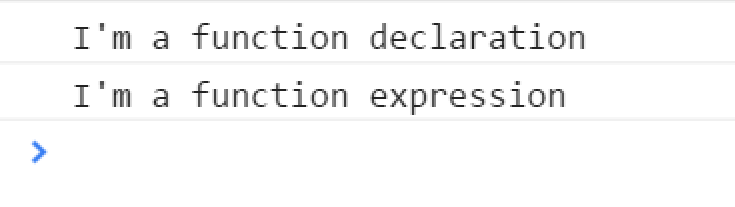 I'm a function declaration
I'm a function expression